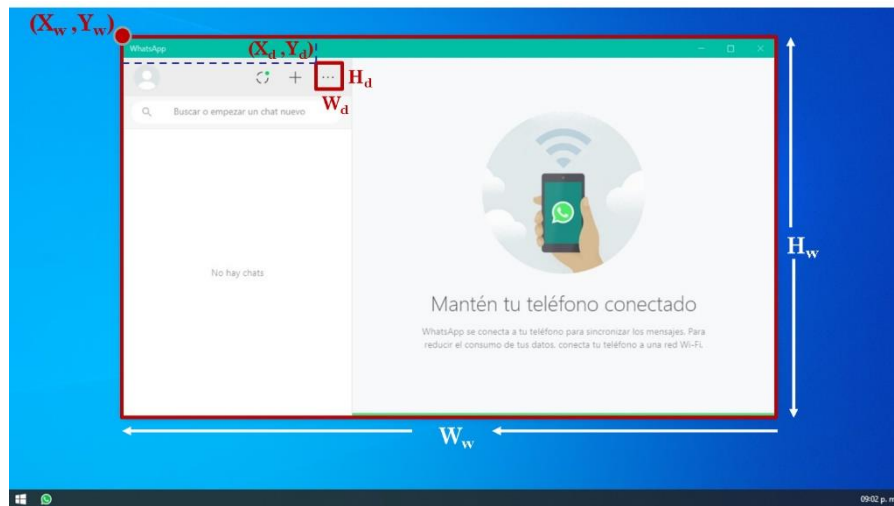 (Xw ,Yw)
WhatsApp
(Xd ,Yd)
Hd
Wd
Buscar o empezar un chat nuevo
No hay chats
Mantén tu teléfono conectado
WhatsApp se conecta a tu teléfono para sincronizar los mensajes. Para
reducir el consumo de tus datos, conecta tu teléfono a una red Wi-Fi.
Hw
Ww
09:02 p. m